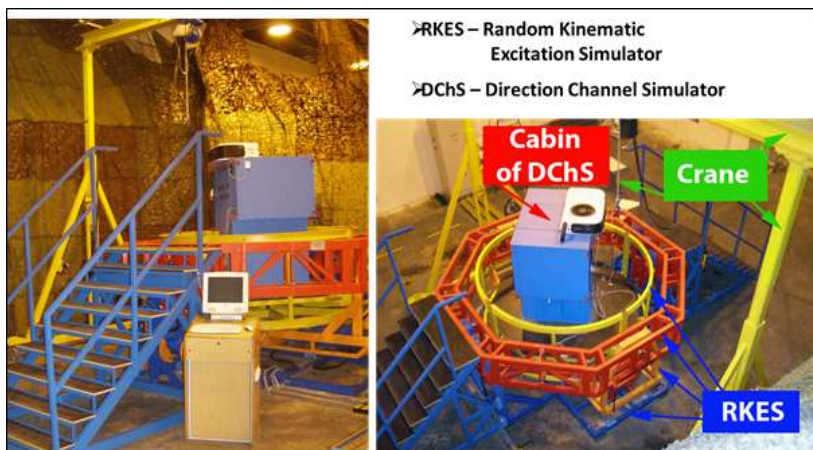 ➢RKES – Random Kinematic
Excitation Simulator
➢DChS – Direction Channel Simulator
Cabin
of DChS
Crane
RKES